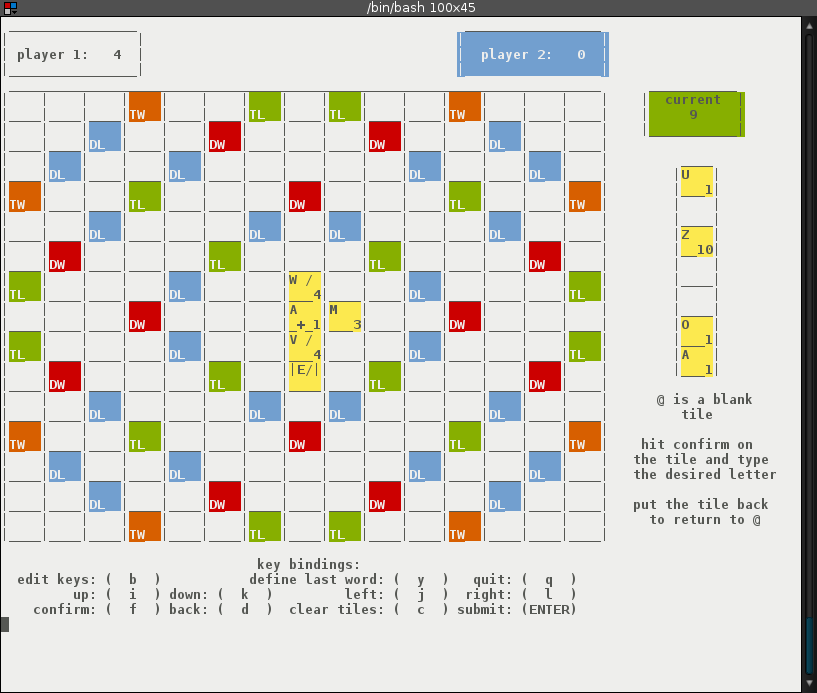 /bin/bash 100x45
player 1: 4 player 2: 0
TW TL TL TW current
9
DL DW DW DL
DL DL DL DL
U
TW TL DW TL TW 1
DL DL DL DL
Z
DW TL TL DW 10
W /
TL DL 4 DL TL
A M
DW + 1 3 DW O
V / 1
TL DL 4 DL TL A
|E/| 1
DW TL TL DW
@ is a blank
DL DL DL DL tile
TW TL DW TL TW hit confirm on
the tile and type
DL DL DL DL the desired letter
DL DW DW DL put the tile back
to return to @
TW TL TL TW
key bindings:
edit keys: ( b ) define last word: ( y ) quit: ( q )
up: ( i ) down: ( k ) left: ( j ) right: ( l )
confirm: ( f ) back: ( d ) clear tiles: ( c ) submit: (ENTER)